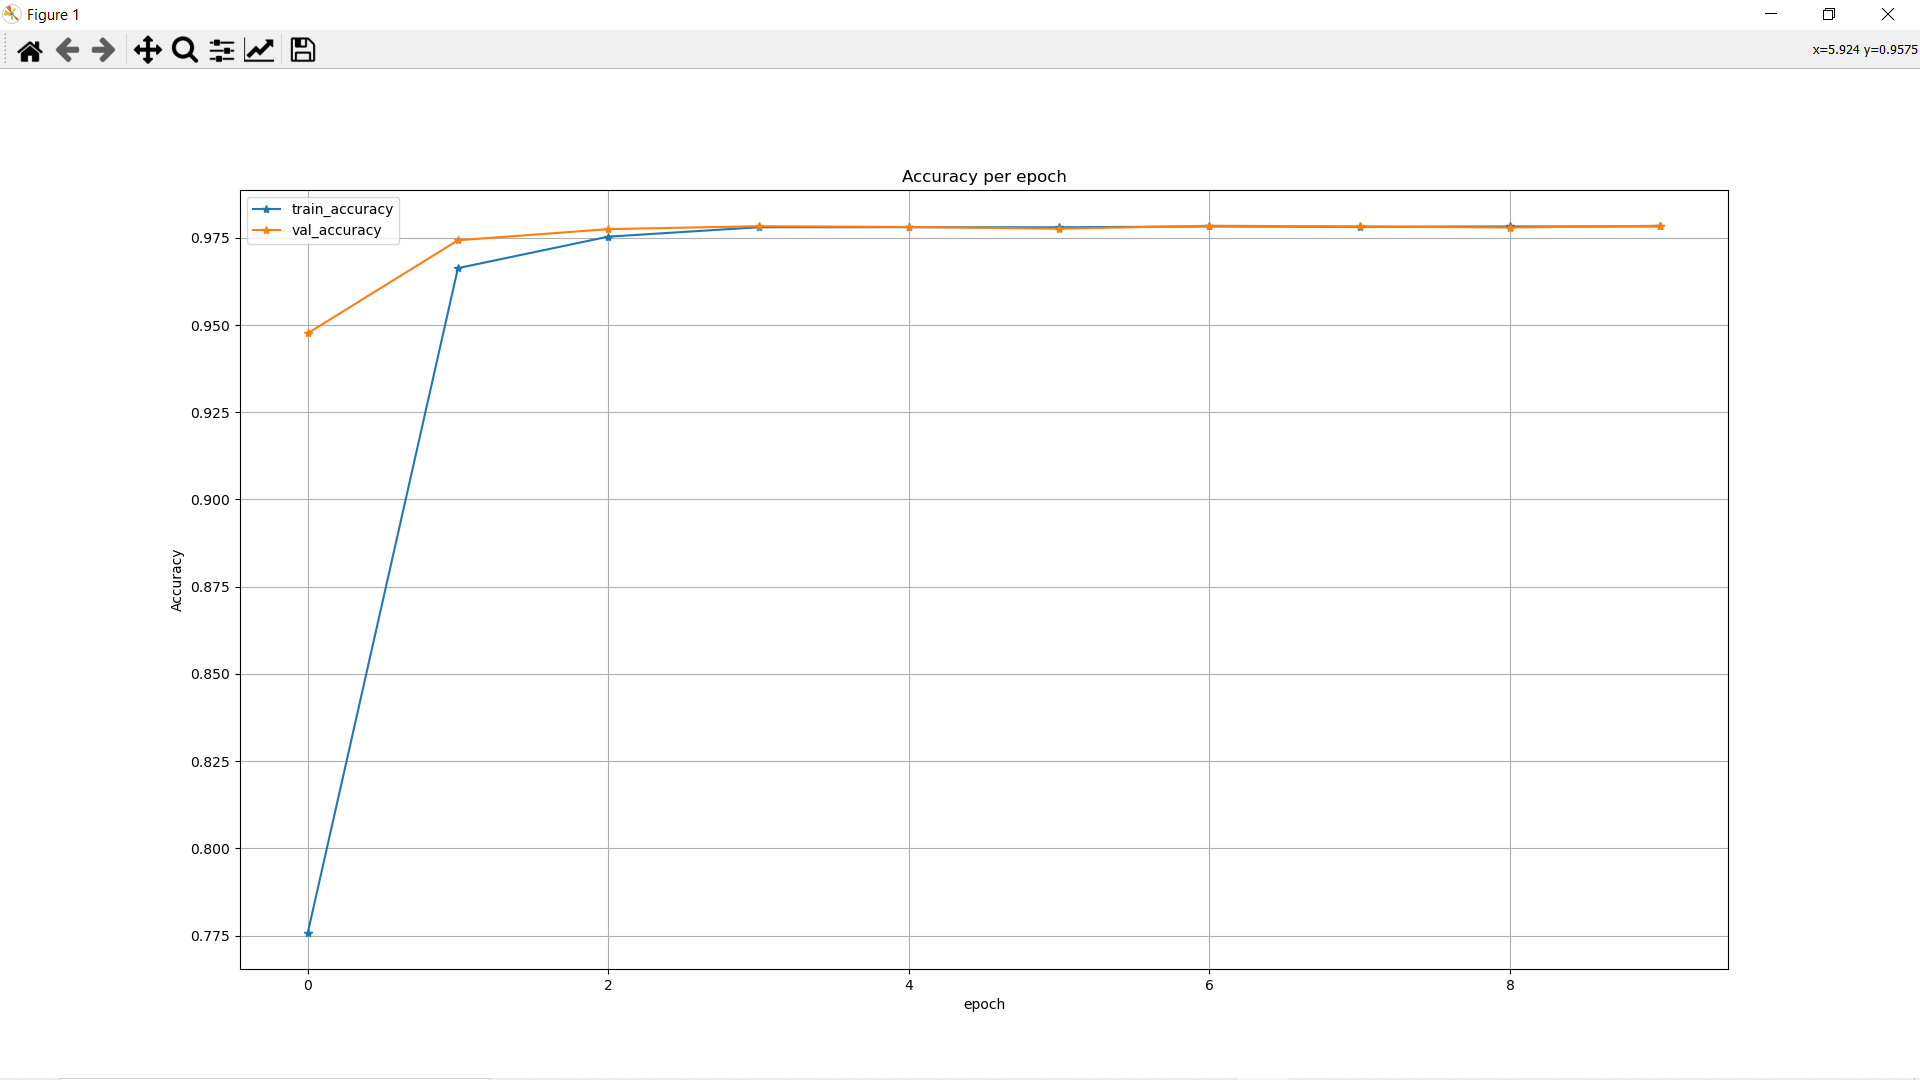 Figure 1
x=5.924 y=0.9575
Accuracy per epoch
train_accuracy
val_accuracy
0.975
0.950
0.925
0.900
0.875
0.850
0.825
0.800
0.775
Accuracy
0 2 4 6 8
epoch